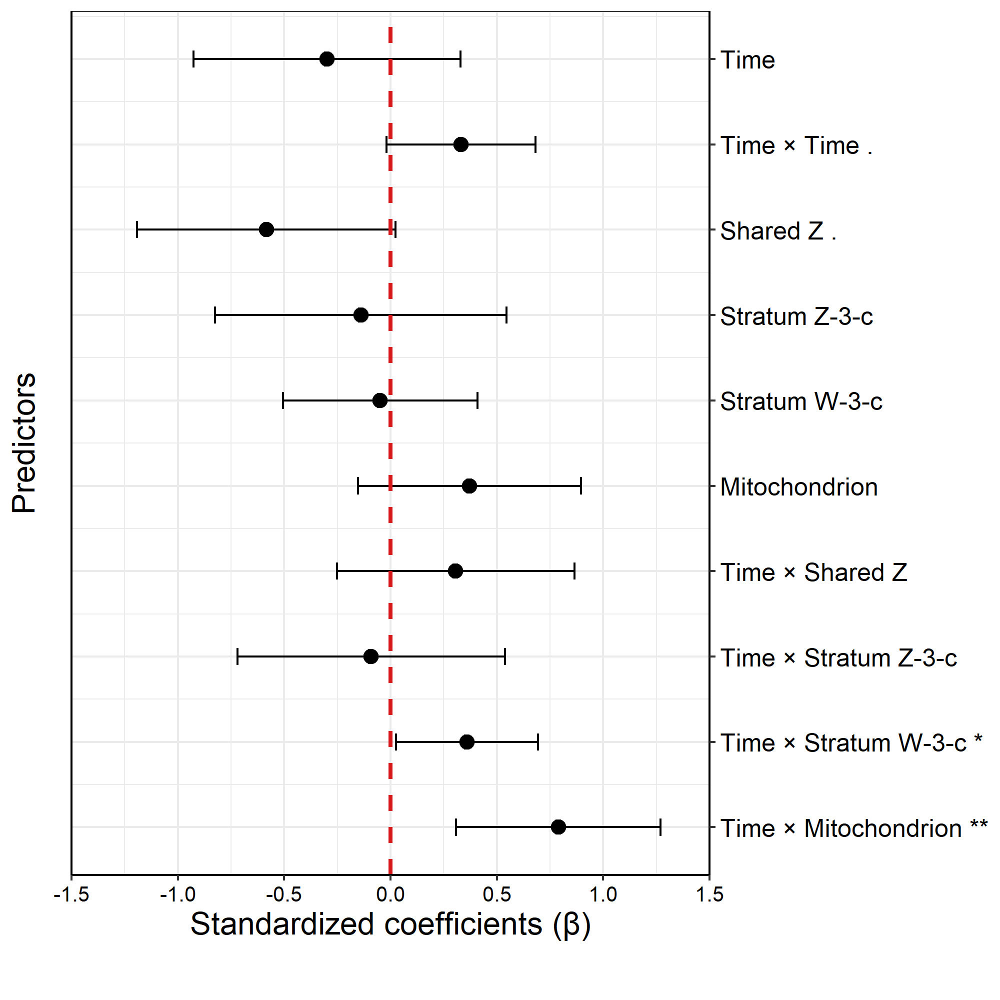 Predictors
Time
Time × Time .
Shared Z .
Stratum Z-3-c
Stratum W-3-c
Mitochondrion
Time × Shared Z
Time × Stratum Z-3-c
Time × Stratum W-3-c *
Time × Mitochondrion **
-1.5 -1.0 -0.5 0.0 0.5 1.0 1.5
Standardized coefficients (β)